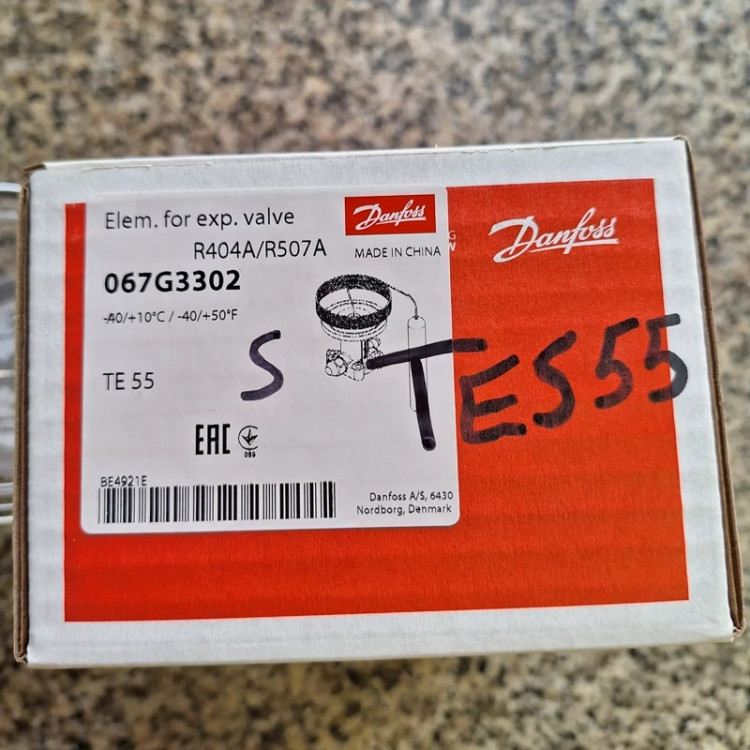 Elem. for exp. valve
Danfoss
R404A/R507A
MADE IN CHINA
067G3302
-40/+10°C / -40/+50°F
TE 55
S
EAC
BE4921E
Danfoss A/S, 6430
Nordborg, Denmark
Danfoss
TES55